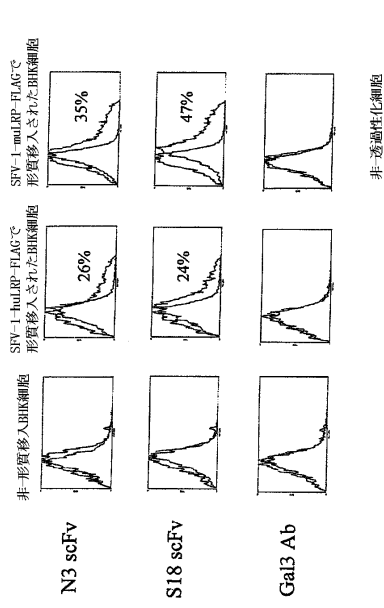 非-形質移入BHK細胞
SFV-1-huLRP-FLAGで
形質移入されたBHK細胞
SFV-1-muLRP-FLAGで
形質移入されたBHK細胞
N3 scFv
26%
35%
S18 scFv
24%
47%
Gal3 Ab
非-透過性化細胞